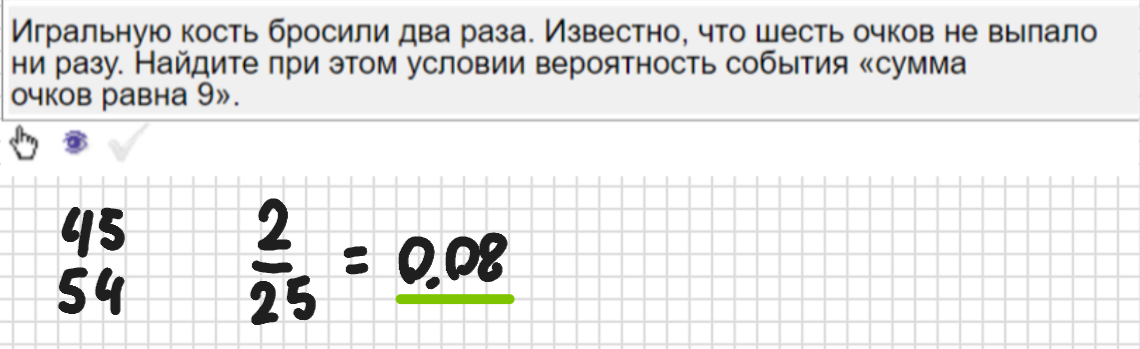 Игральную кость бросили два раза. Известно, что шесть очков не выпало
ни разу. Найдите при этом условии вероятность события «сумма
очков равна 9».
45
54
2/25 = 0.08